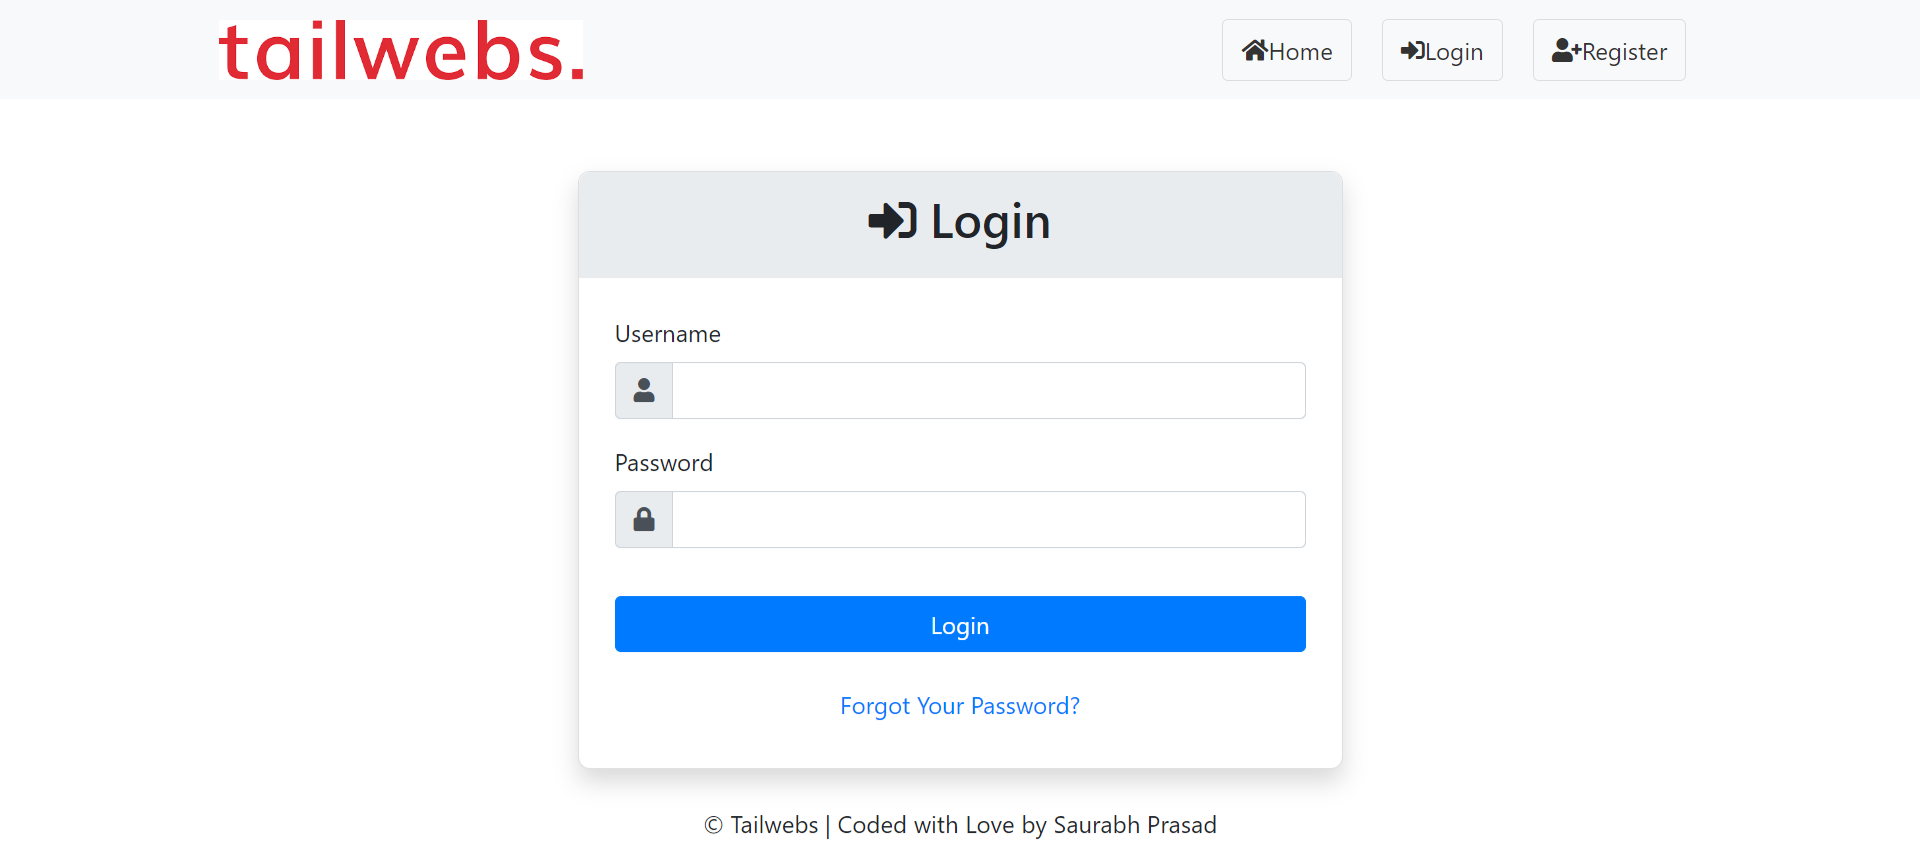 tailwebs.
Home
Login
Register
Login
Username
Password
Login
Forgot Your Password?
© Tailwebs | Coded with Love by Saurabh Prasad